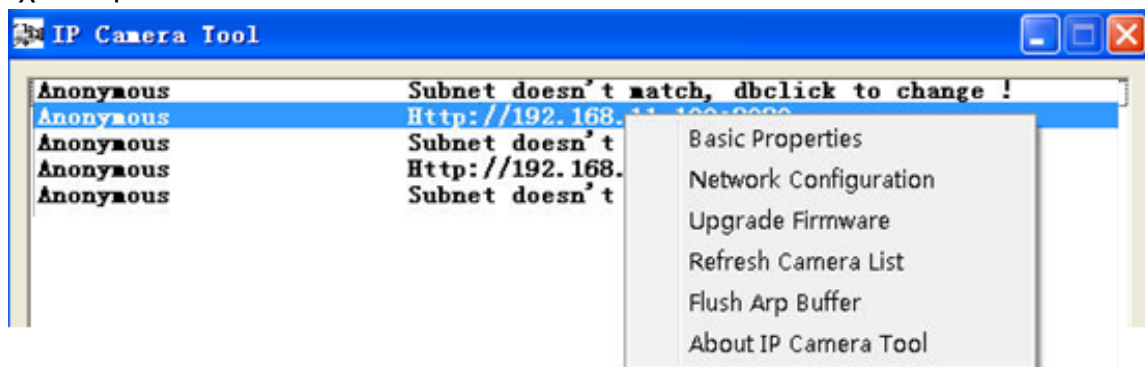 IP Camera Tool
Anonymous Subnet doesn't match, dbclick to change !
Anonymous Http://192.168.
Anonymous Subnet doesn't
Anonymous Http://192.168.
Anonymous Subnet doesn't
Basic Properties
Network Configuration
Upgrade Firmware
Refresh Camera List
Flush Arp Buffer
About IP Camera Tool